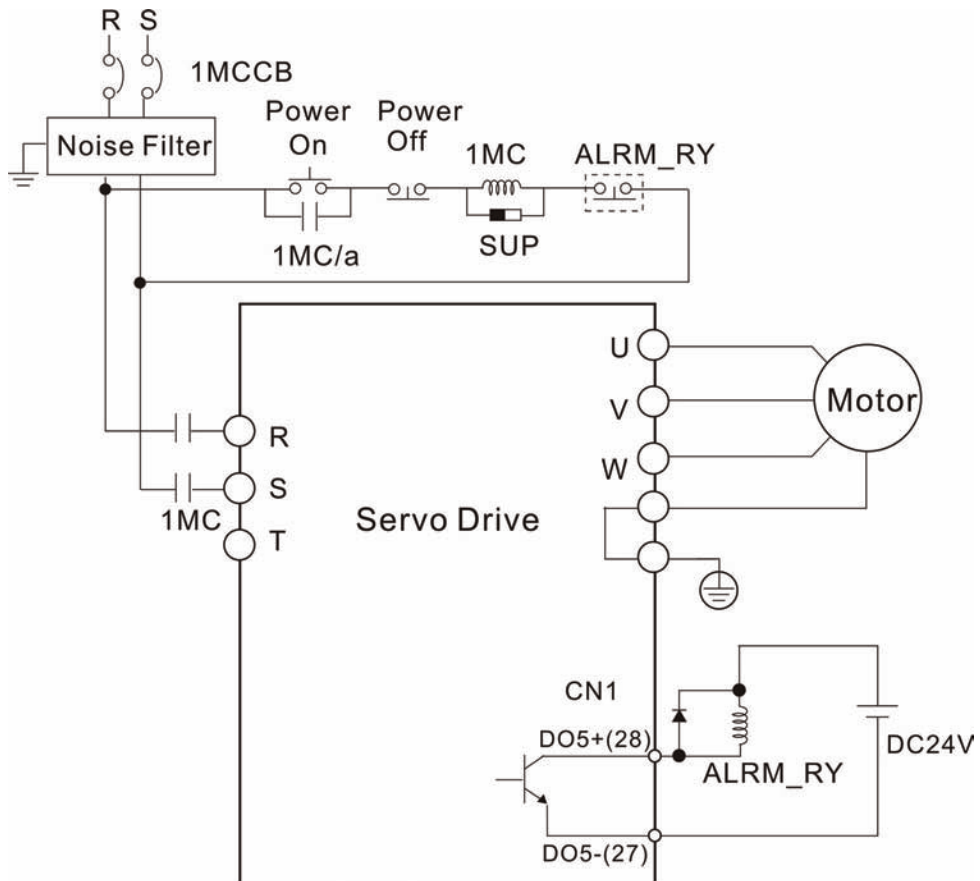 R S
1MCCB
Noise Filter
Power
On
Power
Off
1MC
ALRM_RY
1MC/a
SUP
R
S
1MC
T
Servo Drive
U
V
W
Motor
CN1
DO5+(28)
ALRM_RY
DC24V
DO5-(27)